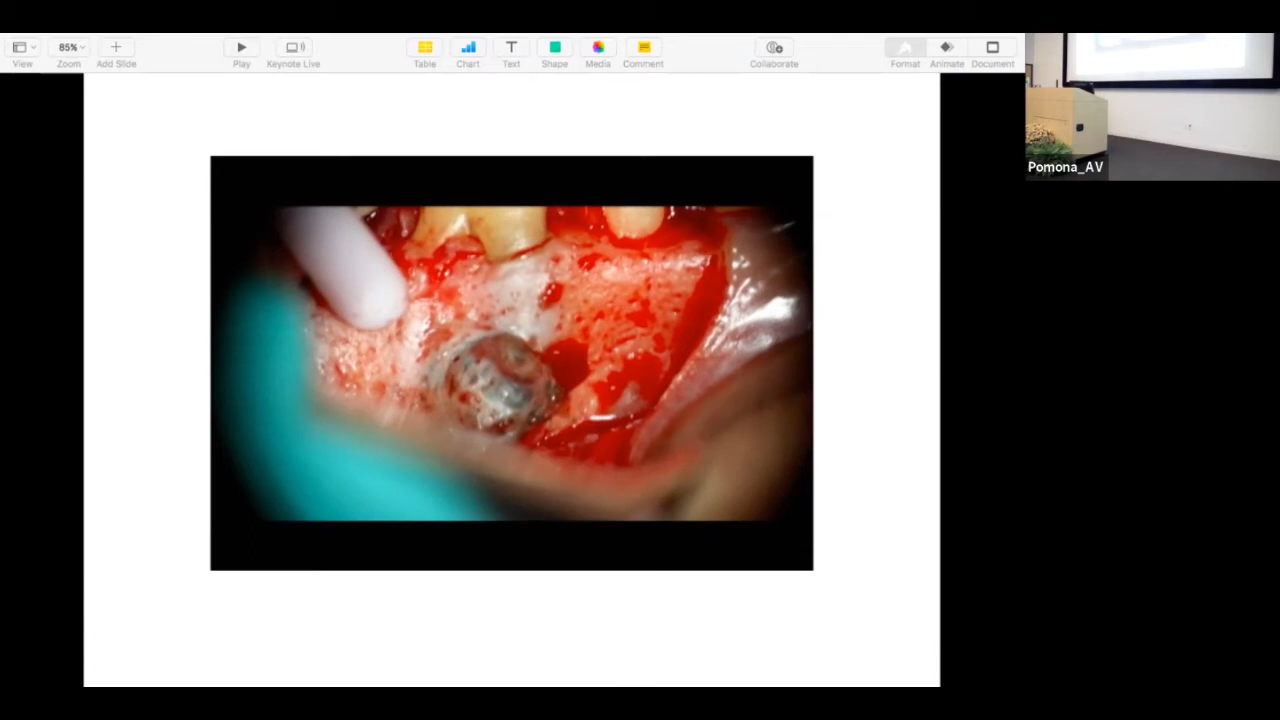 85%
View
Zoom
Add Slide
Play
Keynote Live
Table
Chart
Text
Shape
Media
Comment
Collaborate
Format
Animate
Document
Pomona_AV